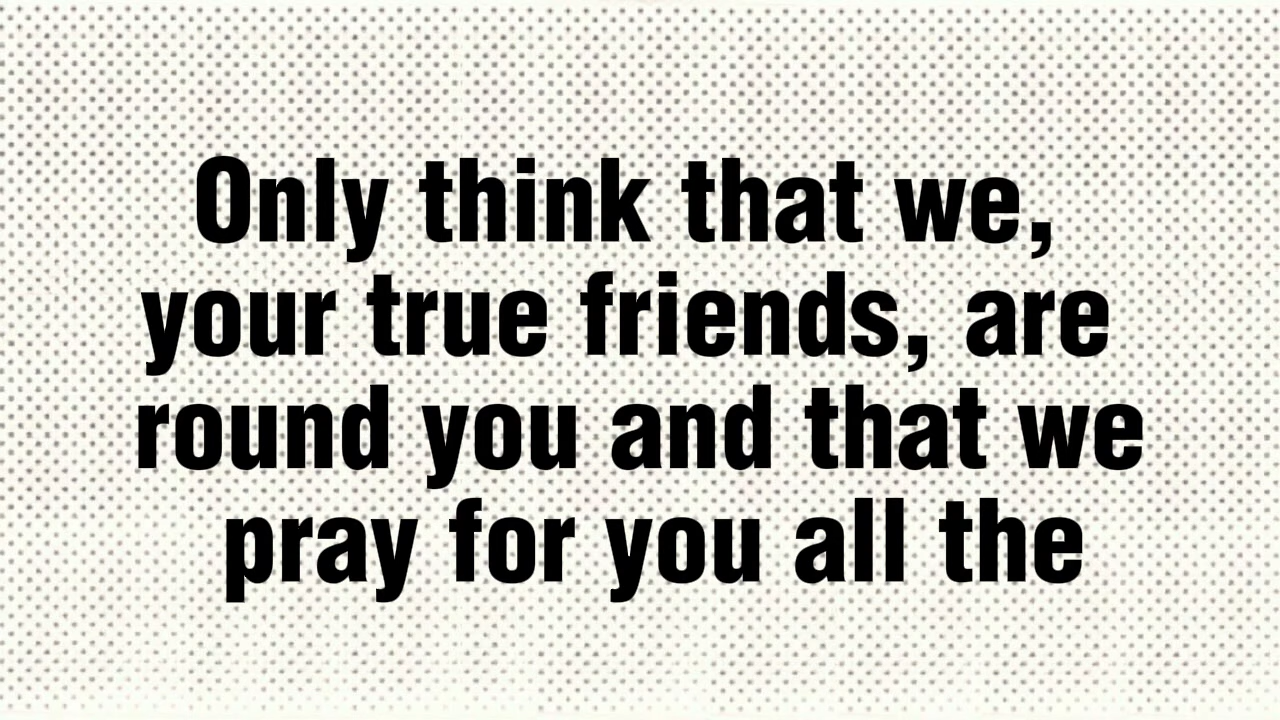 Only think that we,
your true friends, are
round you and that we
pray for you all the